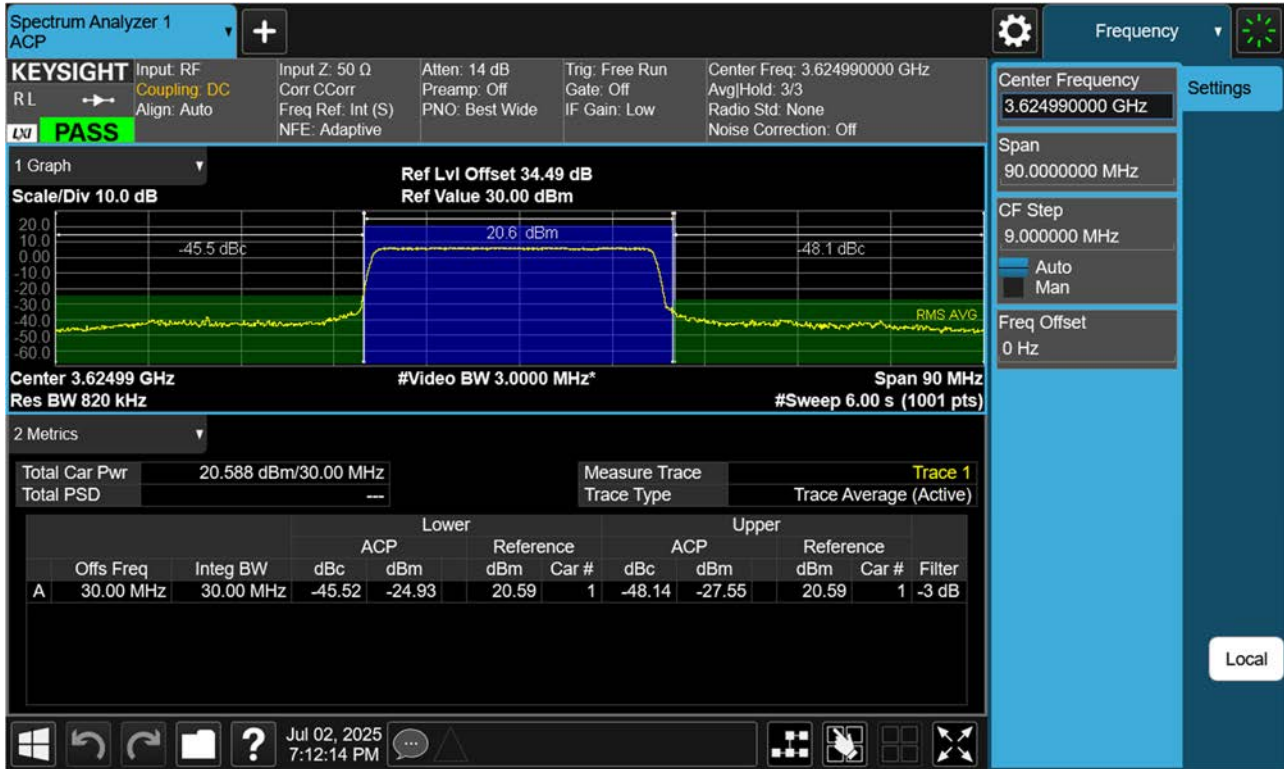 Spectrum Analyzer 1
ACP
Frequency
KEYSIGHT
RL
LXI
PASS
Input: RF
Coupling: DC
Align: Auto
Input Z: 50 Ω
Corr CCorr
Freq Ref: Int (S)
NFE: Adaptive
Atten: 14 dB
Preamp: Off
PNO: Best Wide
Trig: Free Run
Gate: Off
IF Gain: Low
Center Freq: 3.624990000 GHz
Avg|Hold: 3/3
Radio Std: None
Noise Correction: Off
1 Graph
Scale/Div 10.0 dB
Ref Lvl Offset 34.49 dB
Ref Value 30.00 dBm
20.0
10.0
0.00
-10.0
-20.0
-30.0
-40.0
-50.0
-60.0
-45.5 dBc
20.6 dBm
-48.1 dBc
RMS AVG
Center 3.62499 GHz
#Video BW 3.0000 MHz*
Span 90 MHz
Res BW 820 kHz
#Sweep 6.00 s (1001 pts)
2 Metrics
Total Car Pwr 20.588 dBm/30.00 MHz
Total PSD ---
Measure Trace Trace 1
Trace Type Trace Average (Active)
Lower Upper
ACP Reference ACP Reference
Offs Freq Integ BW dBc dBm dBm Car # dBc dBm dBm Car # Filter
A 30.00 MHz 30.00 MHz -45.52 -24.93 20.59 1 -48.14 -27.55 20.59 1 -3 dB
Center Frequency
3.624990000 GHz
Span
90.0000000 MHz
CF Step
9.000000 MHz
Auto
Man
Freq Offset
0 Hz
Settings
Local
?
Jul 02, 2025
7:12:14 PM